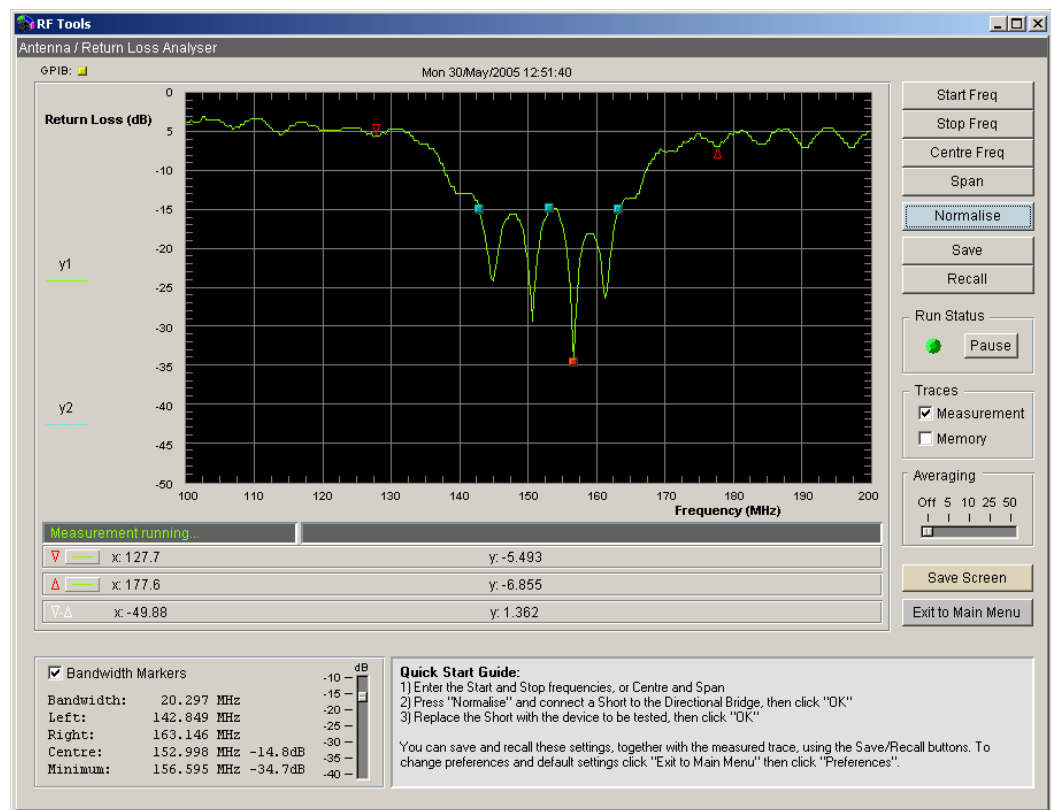 RF Tools
Antenna / Return Loss Analyser
GPIB:
Mon 30/May/2005 12:51:40
Return Loss (dB)
0
5
-10
-15
-20
-25
-30
-35
-40
-45
-50
y1
y2
100 110 120 130 140 150 160 170 180 190 200
Frequency (MHz)
Measurement running...
x: 127.7 y: -5.493
x: 177.6 y: -6.855
∇-Δ x: -49.88 y: 1.362
Start Freq
Stop Freq
Centre Freq
Span
Normalise
Save
Recall
Run Status
Pause
Traces
Measurement
Memory
Averaging
Off 5 10 25 50
Save Screen
Exit to Main Menu
Bandwidth Markers
Bandwidth: 20.297 MHz
Left: 142.849 MHz
Right: 163.146 MHz
Centre: 152.998 MHz -14.8dB
Minimum: 156.595 MHz -34.7dB
dB
-10
-15
-20
-25
-30
-35
-40
Quick Start Guide:
1) Enter the Start and Stop frequencies, or Centre and Span
2) Press "Normalise" and connect a Short to the Directional Bridge, then click "OK"
3) Replace the Short with the device to be tested, then click "OK"
You can save and recall these settings, together with the measured trace, using the Save/Recall buttons. To
change preferences and default settings click "Exit to Main Menu" then click "Preferences".